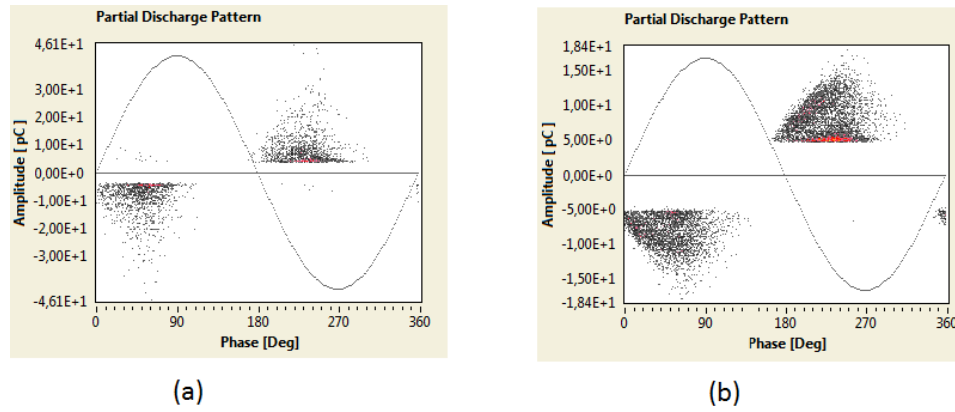 Partial Discharge Pattern
4,61E+1
3,00E+1
2,00E+1
1,00E+1
0,00E+0
-1,00E+1
-2,00E+1
-3,00E+1
-4,61E+1
Amplitude [ pC]
0 90 180 270 360
Phase [Deg]
(a)
Partial Discharge Pattern
1,84E+1
1,50E+1
1,00E+1
5,00E+0
0,00E+0
-5,00E+0
-1,00E+1
-1,50E+1
-1,84E+1
Amplitude [ pC]
0 90 180 270 360
Phase [Deg]
(b)